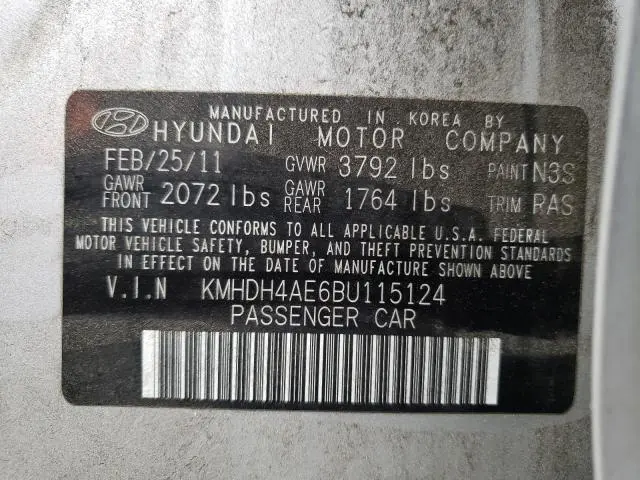 MANUFACTURED IN KOREA BY
HYUNDAI MOTOR COMPANY
FEB/25/11 GVWR 3792 lbs PAINT N3S
GAWR FRONT 2072 lbs GAWR REAR 1764 lbs TRIM RAS
THIS VEHICLE CONFORMS TO ALL APPLICABLE U.S.A. FEDERAL
MOTOR VEHICLE SAFETY, BUMPER, AND THEFT PREVENTION STANDARDS
IN EFFECT ON THE DATE OF MANUFACTURE SHOWN ABOVE
V.I.N KMHDH4AE6BU115124
PASSENGER CAR